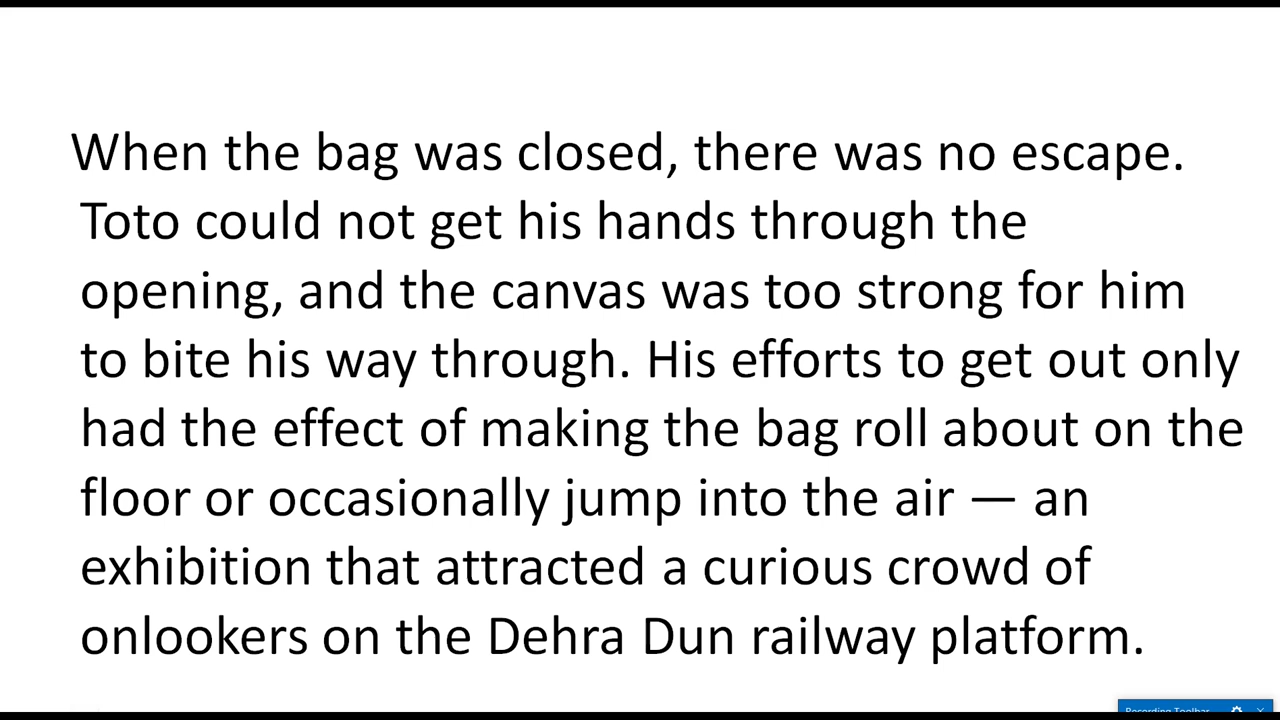 When the bag was closed, there was no escape.
Toto could not get his hands through the
opening, and the canvas was too strong for him
to bite his way through. His efforts to get out only
had the effect of making the bag roll about on the
floor or occasionally jump into the air — an
exhibition that attracted a curious crowd of
onlookers on the Dehra Dun railway platform.
Recording Toolbar